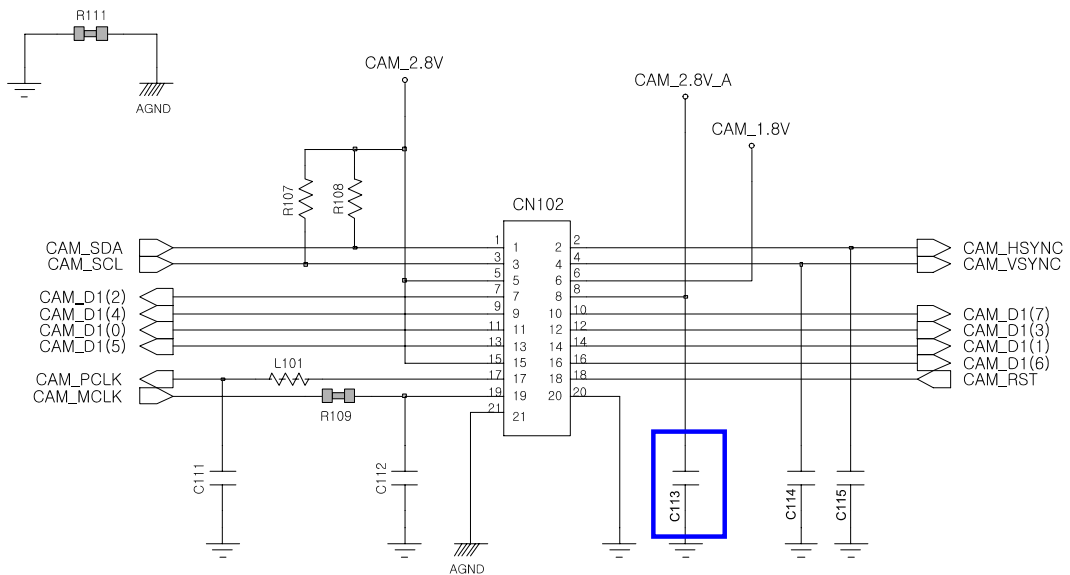 R111
AGND
CAM_2.8V
CAM_2.8V_A
CAM_1.8V
R107
R108
CN102
CAM_SDA 1 1 2 2 CAM_HSYNC
CAM_SCL 3 3 4 4 CAM_VSYNC
5 5 6 6
CAM_D1(2) 7 7 8 8
CAM_D1(4) 9 9 10 10 CAM_D1(7)
CAM_D1(0) 11 11 12 12 CAM_D1(3)
CAM_D1(5) 13 13 14 14 CAM_D1(1)
15 15 16 16 CAM_D1(6)
L101
CAM_PCLK 17 17 18 18 CAM_RST
CAM_MCLK 19 19 20 20
R109
21 21
C111
C112
C113
C114
C115
AGND